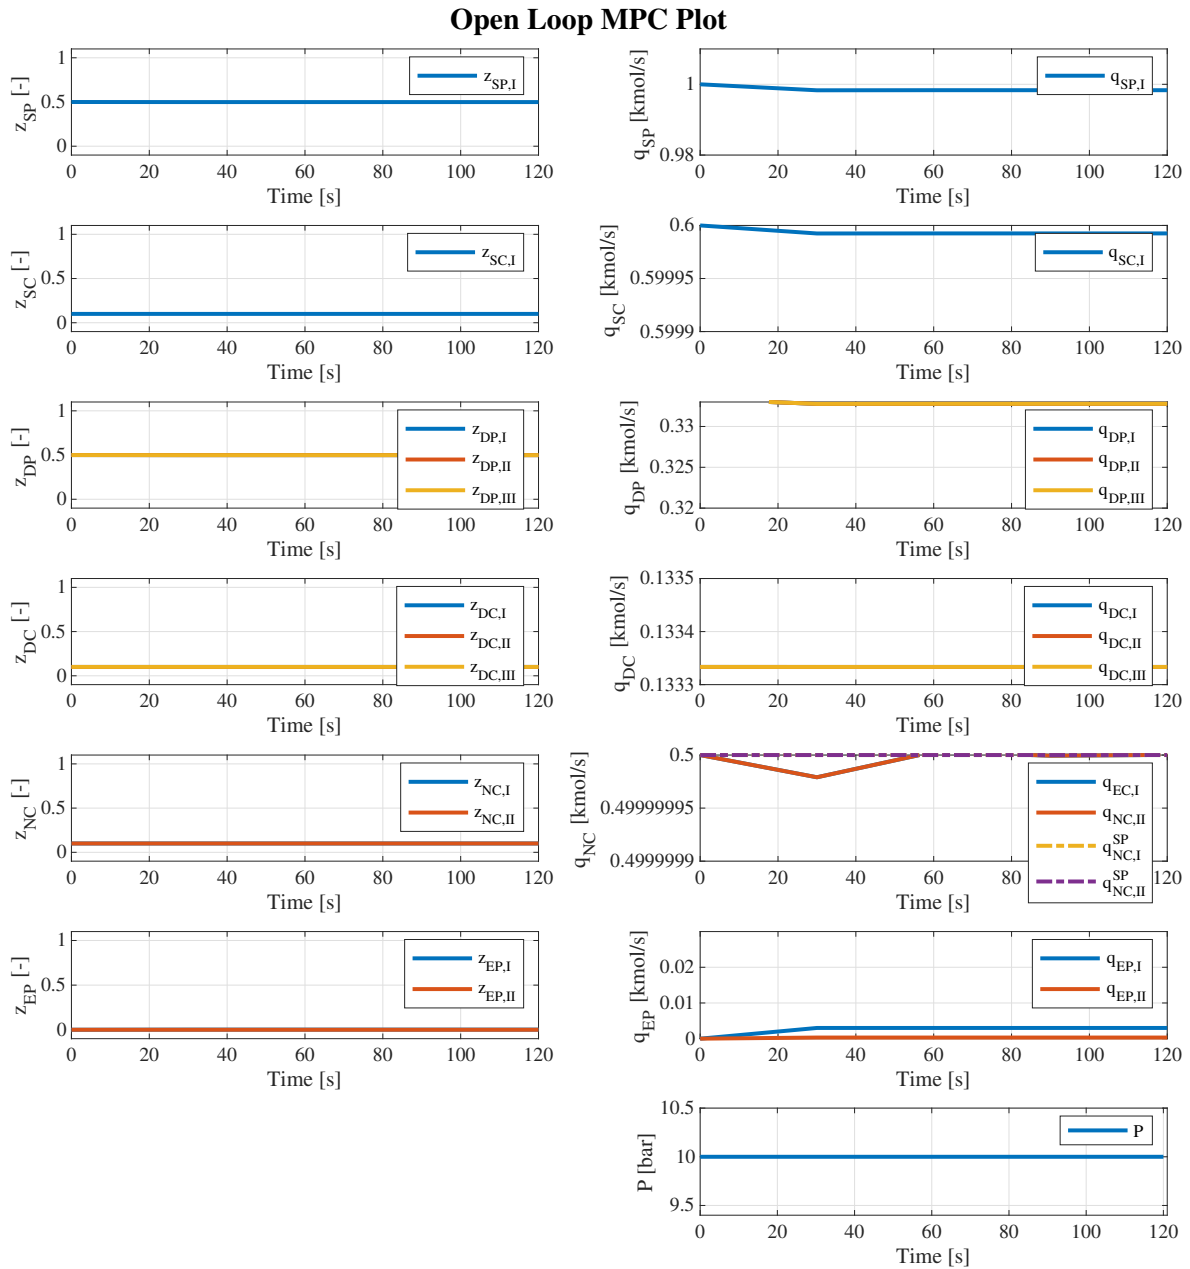 Open Loop MPC Plot
z_SP [-]
1
0.5
0
z_SP,I
0 20 40 60 80 100 120
Time [s]
q_SP [kmol/s]
1
0.98
q_SP,I
0 20 40 60 80 100 120
Time [s]
z_SC [-]
1
0.5
0
z_SC,I
0 20 40 60 80 100 120
Time [s]
q_SC [kmol/s]
0.6
0.59995
0.5999
q_SC,I
0 20 40 60 80 100 120
Time [s]
z_DP [-]
1
0.5
0
z_DP,I
z_DP,II
z_DP,III
0 20 40 60 80 100 120
Time [s]
q_DP [kmol/s]
0.33
0.325
0.32
q_DP,I
q_DP,II
q_DP,III
0 20 40 60 80 100 120
Time [s]
z_DC [-]
1
0.5
0
z_DC,I
z_DC,II
z_DC,III
0 20 40 60 80 100 120
Time [s]
q_DC [kmol/s]
0.1335
0.1334
0.1333
q_DC,I
q_DC,II
q_DC,III
0 20 40 60 80 100 120
Time [s]
z_NC [-]
1
0.5
0
z_NC,I
z_NC,II
0 20 40 60 80 100 120
Time [s]
q_NC [kmol/s]
0.5
0.49999995
0.4999999
q_EC,I
q_NC,II
q^SP_NC,I
q^SP_NC,II
0 20 40 60 80 100 120
Time [s]
z_EP [-]
1
0.5
0
z_EP,I
z_EP,II
0 20 40 60 80 100 120
Time [s]
q_EP [kmol/s]
0.02
0.01
0
q_EP,I
q_EP,II
0 20 40 60 80 100 120
Time [s]
P [bar]
10.5
10
9.5
P
0 20 40 60 80 100 120
Time [s]